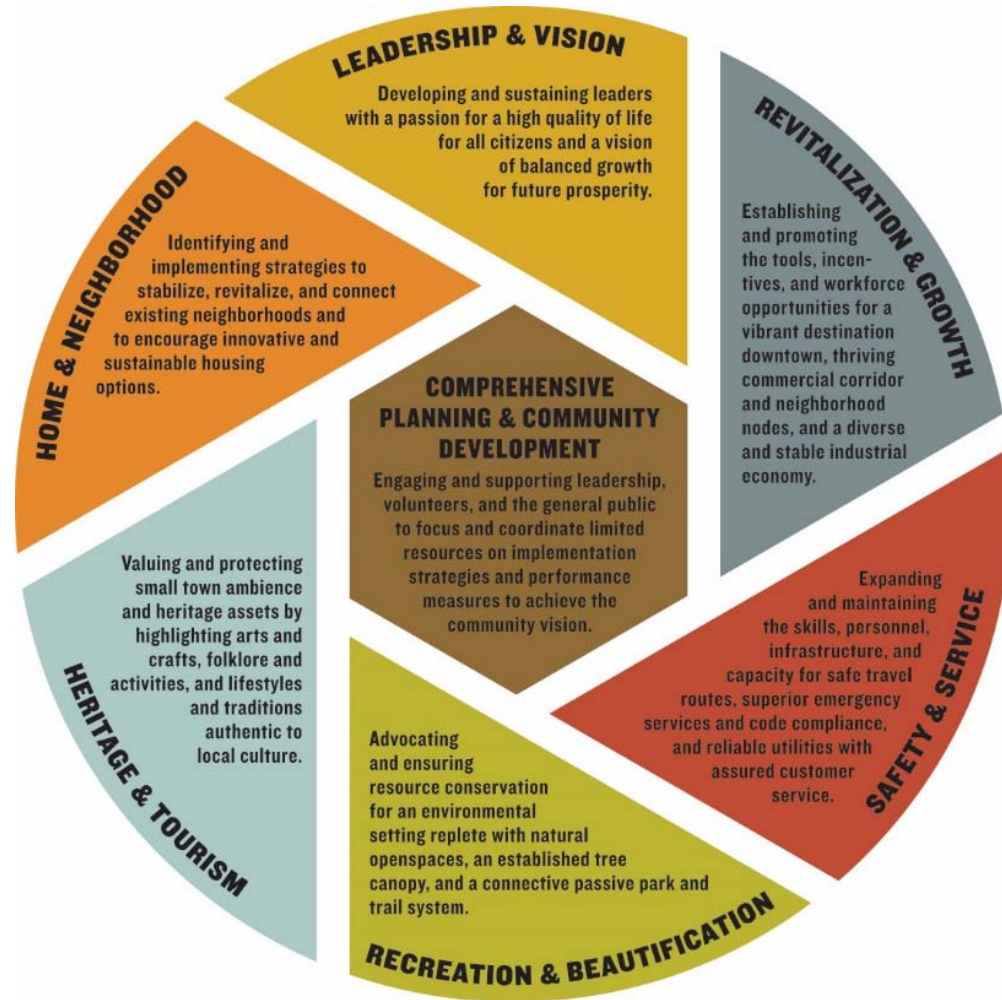 LEADERSHIP & VISION
Developing and sustaining leaders
with a passion for a high quality of life
for all citizens and a vision
of balanced growth
for future prosperity.
REVITALIZATION & GROWTH
Establishing
and promoting
the tools, incen-
tives, and workforce
opportunities for a
vibrant destination
downtown, thriving
commercial corridor
and neighborhood
nodes, and a diverse
and stable industrial
economy.
SAFETY & SERVICE
Expanding
and maintaining
the skills, personnel,
infrastructure, and
capacity for safe travel
routes, superior emergency
services and code compliance,
and reliable utilities with
assured customer
service.
RECREATION & BEAUTIFICATION
Advocating
and ensuring
resource conservation
for an environmental
setting replete with natural
openspaces, an established tree
canopy, and a connective passive park and
trail system.
HERITAGE & TOURISM
Valuing and protecting
small town ambience
and heritage assets by
highlighting arts and
crafts, folklore and
activities, and lifestyles
and traditions
authentic to
local culture.
HOME & NEIGHBORHOOD
Identifying and
implementing strategies to
stabilize, revitalize, and connect
existing neighborhoods and
to encourage innovative and
sustainable housing
options.
COMPREHENSIVE
PLANNING & COMMUNITY
DEVELOPMENT
Engaging and supporting leadership,
volunteers, and the general public
to focus and coordinate limited
resources on implementation
strategies and performance
measures to achieve the
community vision.